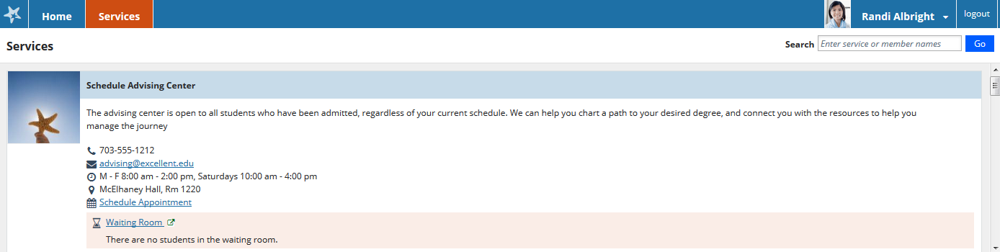 Home
Services
Randi Albright
logout
Services
Search
Enter service or member names
Go
Schedule Advising Center
The advising center is open to all students who have been admitted, regardless of your current schedule. We can help you chart a path to your desired degree, and connect you with the resources to help you
manage the journey
703-555-1212
advising@excellent.edu
M - F 8:00 am - 2:00 pm, Saturdays 10:00 am - 4:00 pm
McElhaney Hall, Rm 1220
Schedule Appointment
Waiting Room
There are no students in the waiting room.